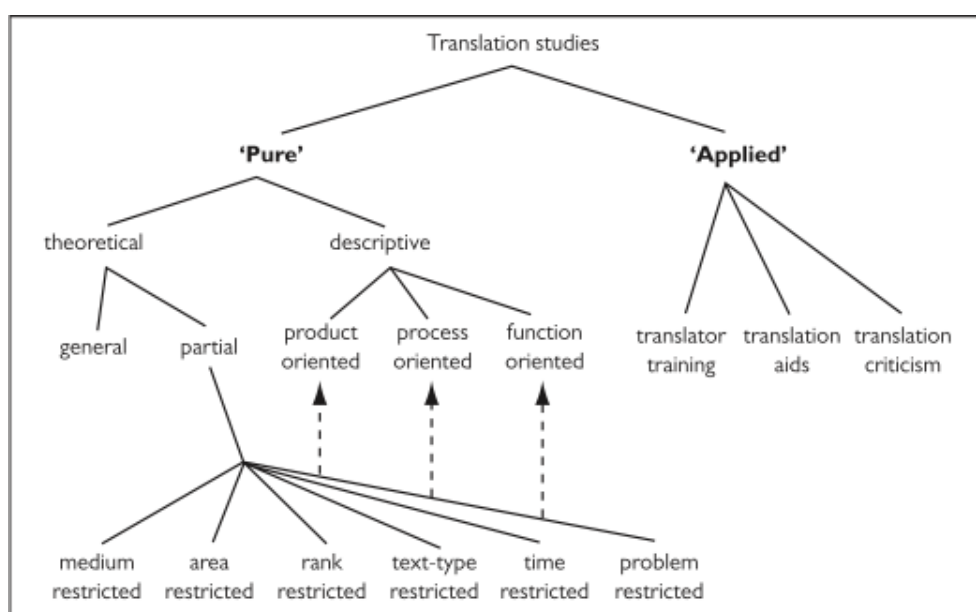 Translation studies
‘Pure’
‘Applied’
theoretical
descriptive
general
partial
product
oriented
process
oriented
function
oriented
translator
training
translation
aids
translation
criticism
medium
restricted
area
restricted
rank
restricted
text-type
restricted
time
restricted
problem
restricted